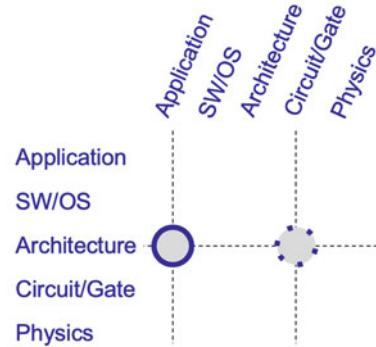 Application
SW/OS
Architecture
Circuit/Gate
Physics
Application
SW/OS
Architecture
Circuit/Gate
Physics